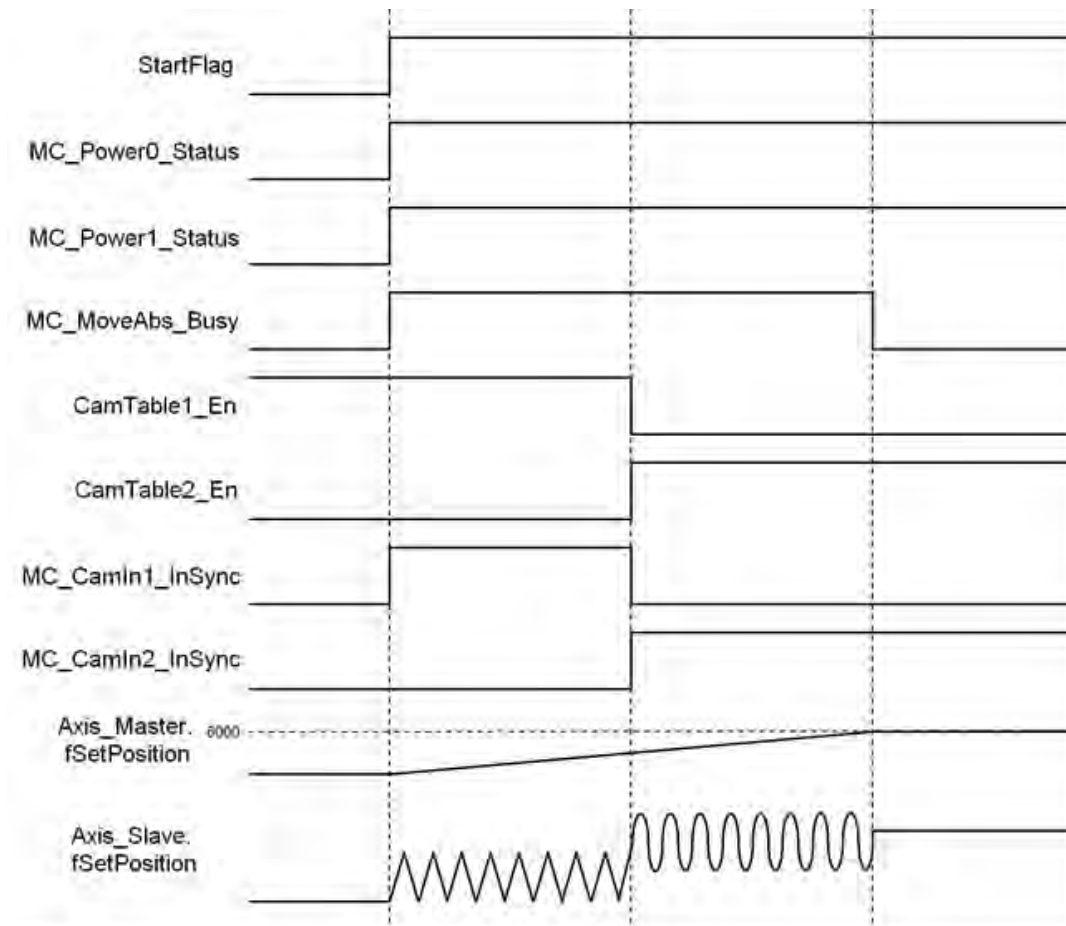 StartFlag
MC_Power0_Status
MC_Power1_Status
MC_MoveAbs_Busy
CamTable1_En
CamTable2_En
MC_CamIn1_InSync
MC_CamIn2_InSync
Axis_Master. 6000
fSetPosition
Axis_Slave.
fSetPosition